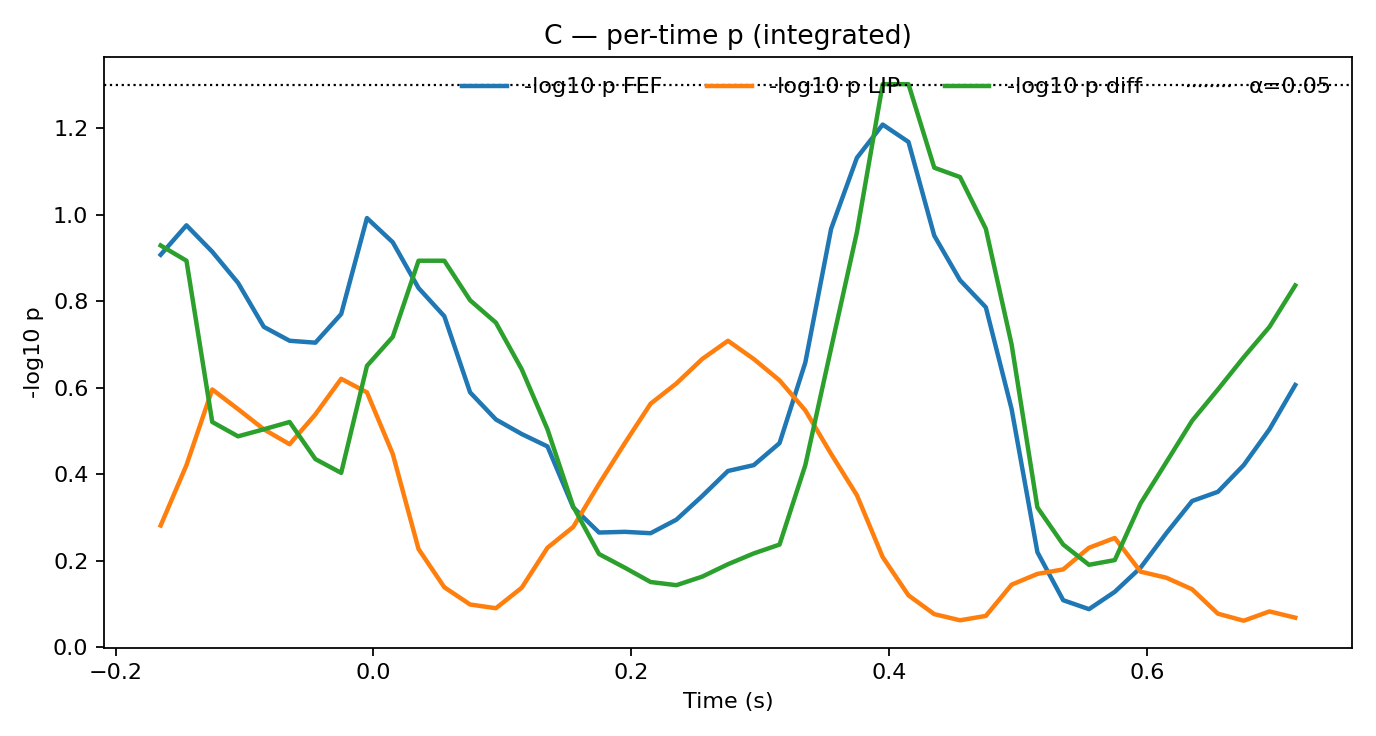 C — per-time p (integrated)
-log10 p FEF -log10 p LIP -log10 p diff α=0.05
1.2
1.0
0.8
0.6
0.4
0.2
0.0
-log10 p
−0.2 0.0 0.2 0.4 0.6
Time (s)